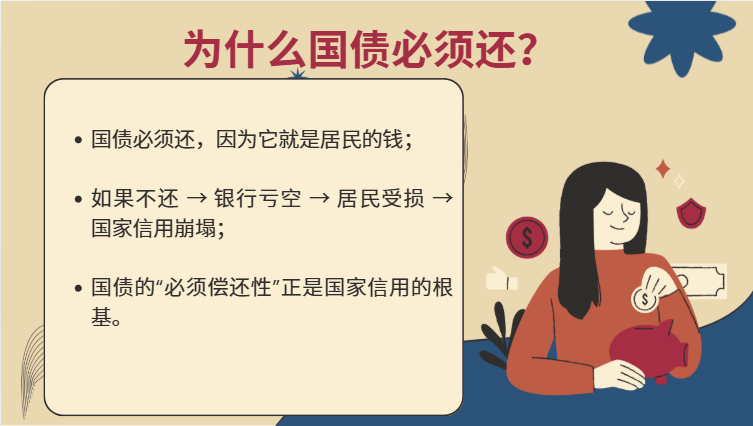 为什么国债必须还？
• 国债必须还，因为它就是居民的钱；
• 如果不还 → 银行亏空 → 居民受损 →
国家信用崩塌；
• 国债的“必须偿还性”正是国家信用的根
基。
$
$